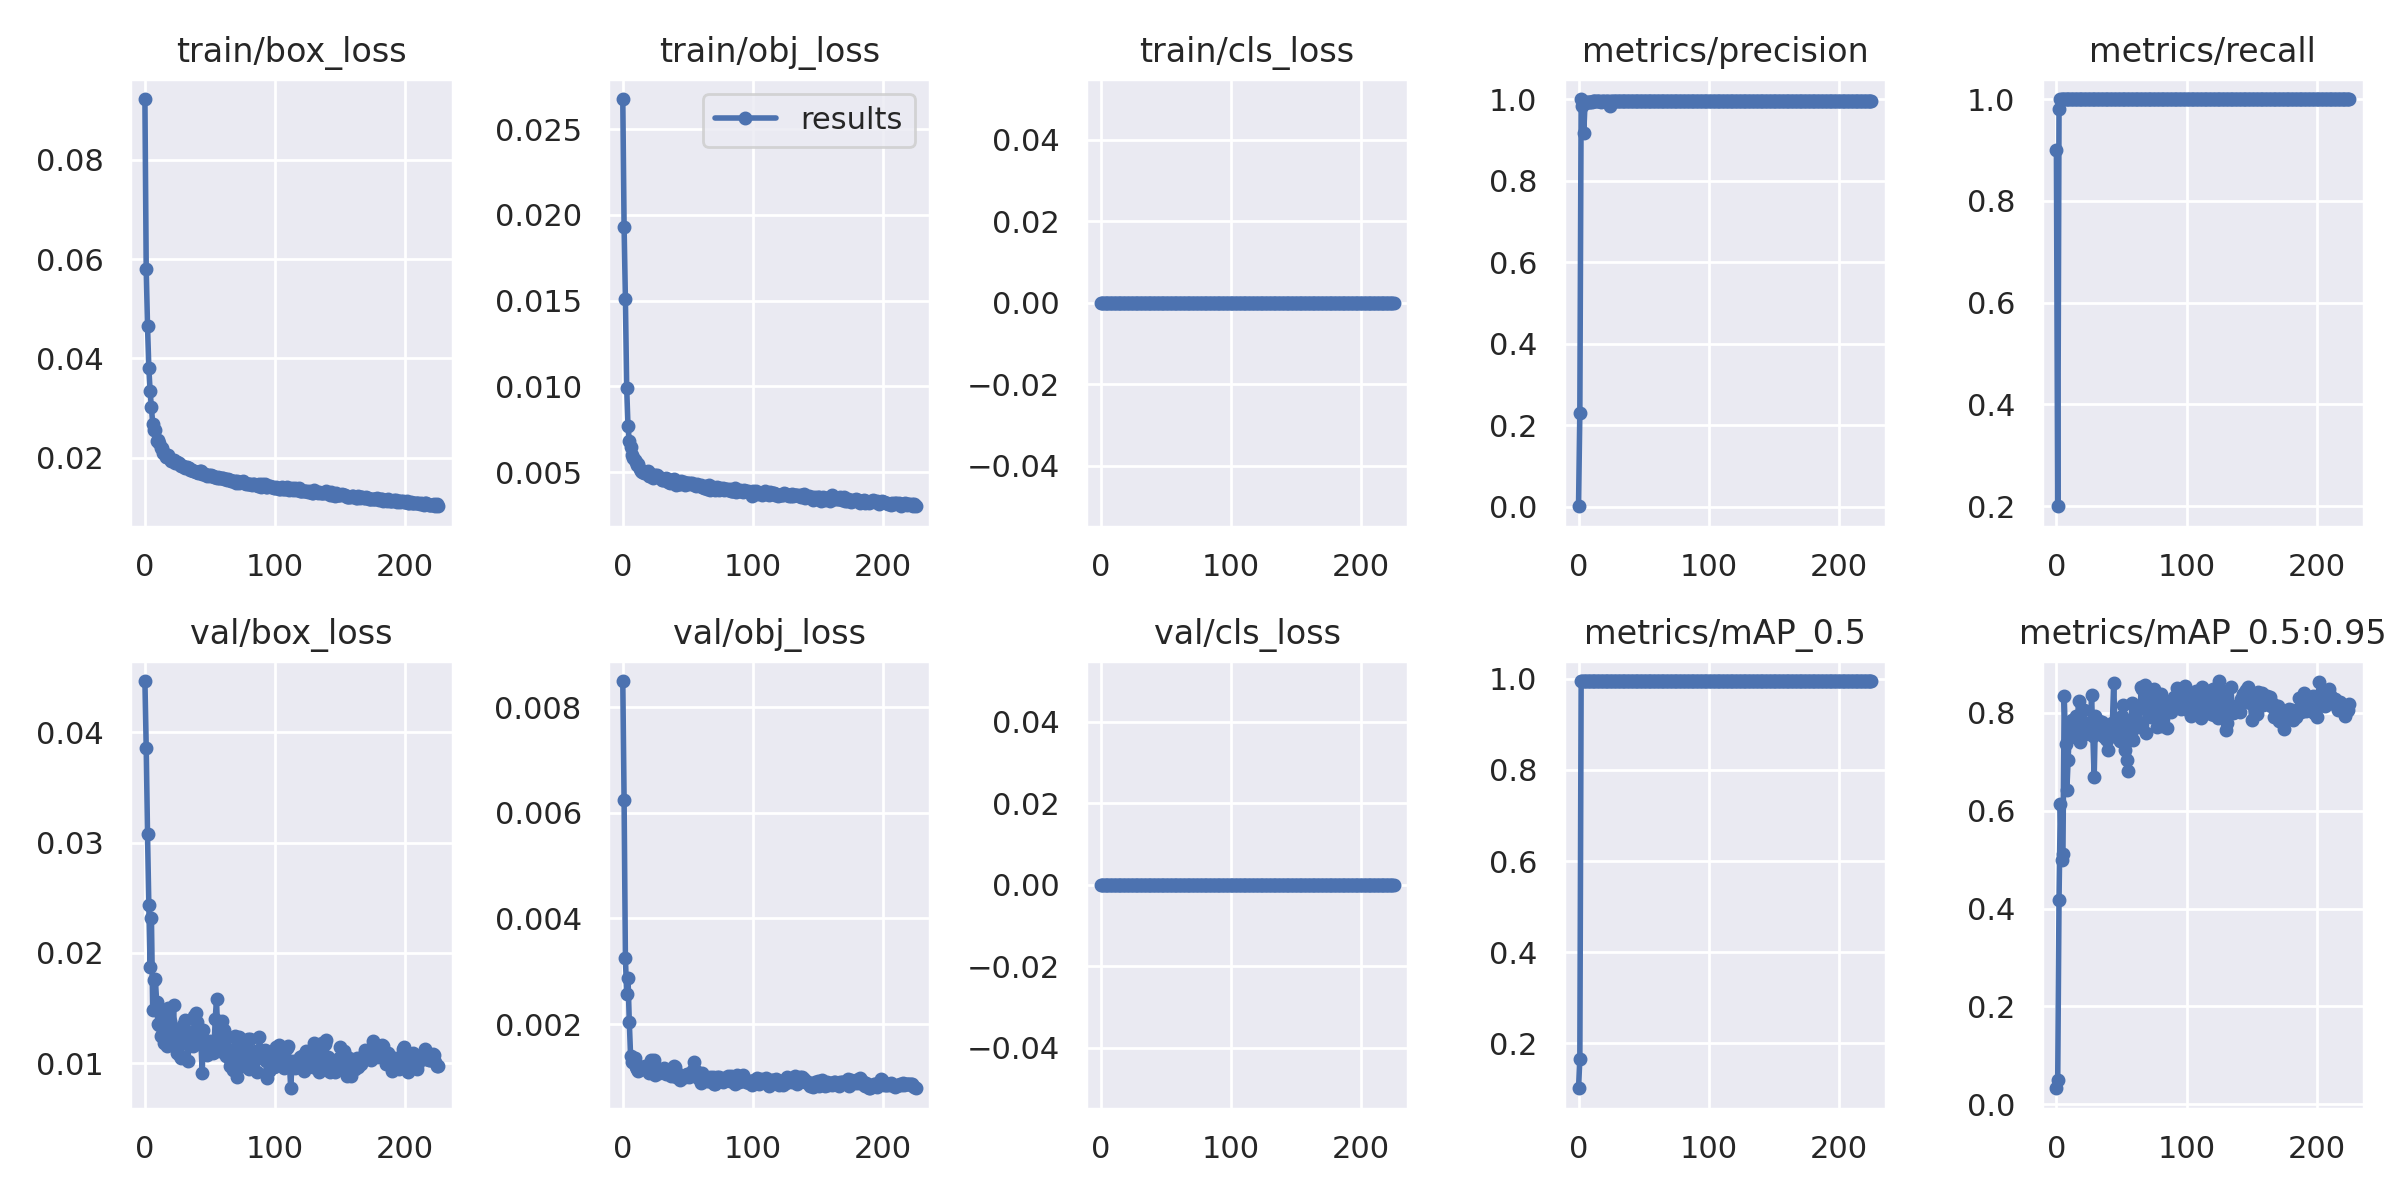 train/box_loss
train/obj_loss
train/cls_loss
metrics/precision
metrics/recall
0.08
0.06
0.04
0.02
0 100 200
results
0.025
0.020
0.015
0.010
0.005
0 100 200
0.04
0.02
0.00
−0.02
−0.04
0 100 200
1.0
0.8
0.6
0.4
0.2
0.0
0 100 200
1.0
0.8
0.6
0.4
0.2
0 100 200
val/box_loss
val/obj_loss
val/cls_loss
metrics/mAP_0.5
metrics/mAP_0.5:0.95
0.04
0.03
0.02
0.01
0 100 200
0.008
0.006
0.004
0.002
0 100 200
0.04
0.02
0.00
−0.02
−0.04
0 100 200
1.0
0.8
0.6
0.4
0.2
0 100 200
0.8
0.6
0.4
0.2
0.0
0 100 200